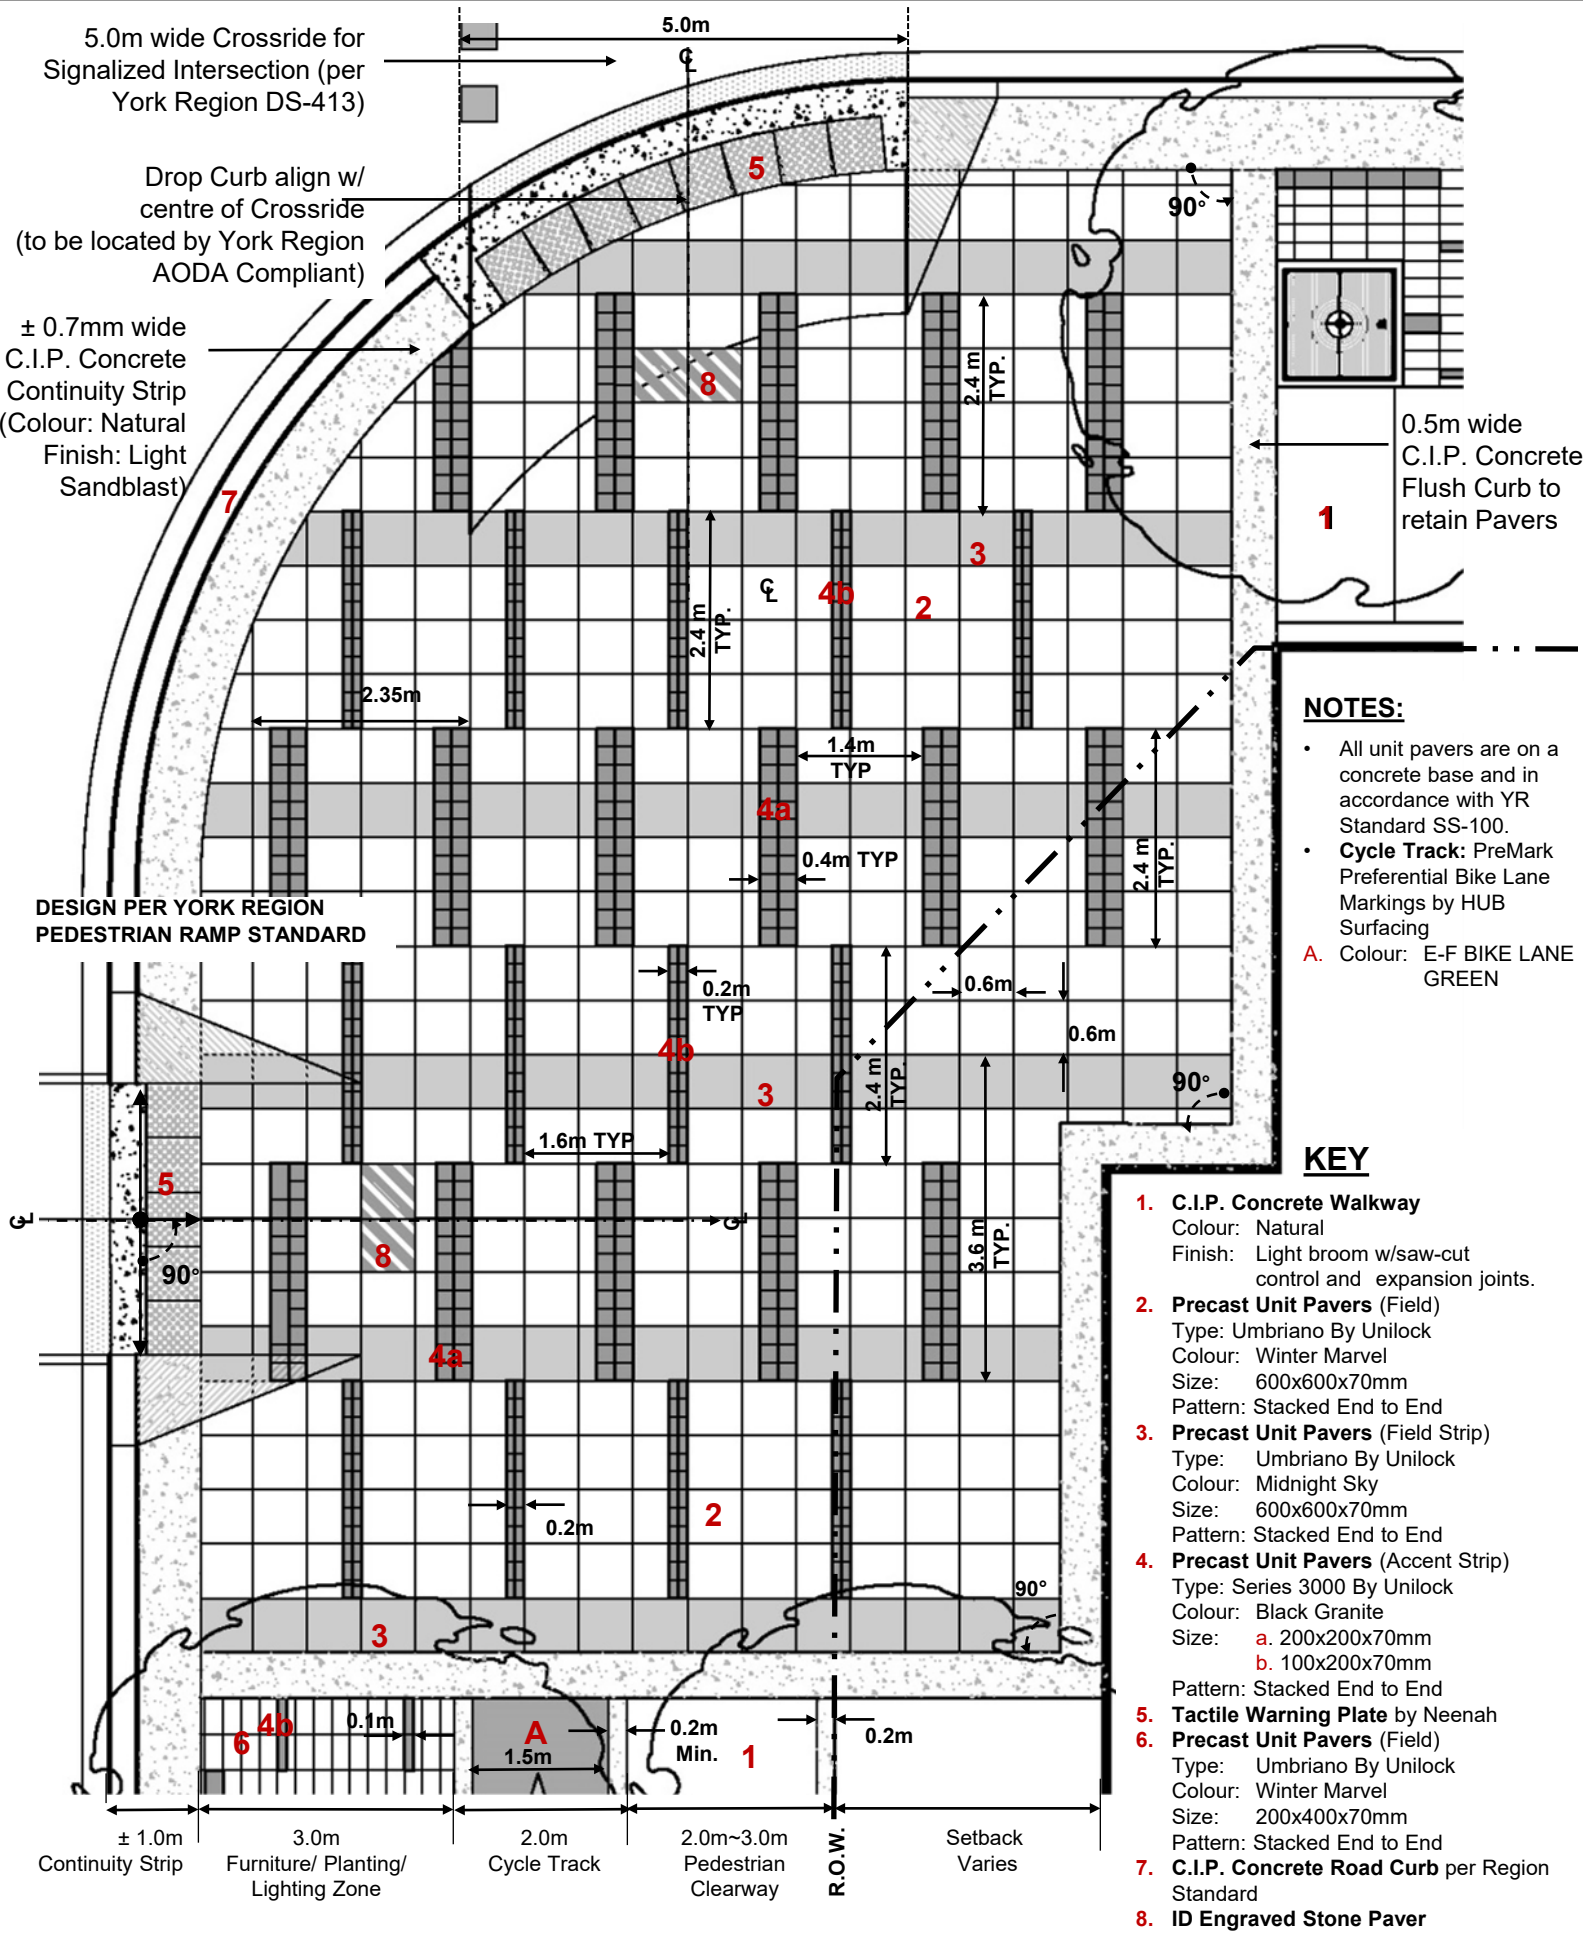 5.0m wide Crossride for
Signalized Intersection (per
York Region DS-413)
5.0m
℄
Drop Curb align w/
centre of Crossride
(to be located by York Region
AODA Compliant)
5
90°
± 0.7mm wide
C.I.P. Concrete
Continuity Strip
(Colour: Natural
Finish: Light
Sandblast)
7
8
2.4 m
TYP.
0.5m wide
C.I.P. Concrete
Flush Curb to
retain Pavers
1
3
℄
4b
2
2.4 m
TYP.
2.35m
1.4m
TYP
4a
0.4m TYP
2.4 m
TYP.
DESIGN PER YORK REGION
PEDESTRIAN RAMP STANDARD
0.2m
TYP
0.6m
0.6m
4b
3
2.4 m
TYP.
90°
1.6m TYP
5
℄
℄
90°
8
3.6 m
TYP.
4a
0.2m
2
90°
3
4b
6
0.1m
A
1.5m
0.2m
Min.
1
0.2m
± 1.0m
Continuity Strip
3.0m
Furniture/ Planting/
Lighting Zone
2.0m
Cycle Track
2.0m~3.0m
Pedestrian
Clearway
R.O.W.
Setback
Varies
NOTES:
• All unit pavers are on a
concrete base and in
accordance with YR
Standard SS-100.
• Cycle Track: PreMark
Preferential Bike Lane
Markings by HUB
Surfacing
A. Colour: E-F BIKE LANE
GREEN
KEY
1. C.I.P. Concrete Walkway
Colour: Natural
Finish: Light broom w/saw-cut
control and expansion joints.
2. Precast Unit Pavers (Field)
Type: Umbriano By Unilock
Colour: Winter Marvel
Size: 600x600x70mm
Pattern: Stacked End to End
3. Precast Unit Pavers (Field Strip)
Type: Umbriano By Unilock
Colour: Midnight Sky
Size: 600x600x70mm
Pattern: Stacked End to End
4. Precast Unit Pavers (Accent Strip)
Type: Series 3000 By Unilock
Colour: Black Granite
Size: a. 200x200x70mm
b. 100x200x70mm
Pattern: Stacked End to End
5. Tactile Warning Plate by Neenah
6. Precast Unit Pavers (Field)
Type: Umbriano By Unilock
Colour: Winter Marvel
Size: 200x400x70mm
Pattern: Stacked End to End
7. C.I.P. Concrete Road Curb per Region
Standard
8. ID Engraved Stone Paver